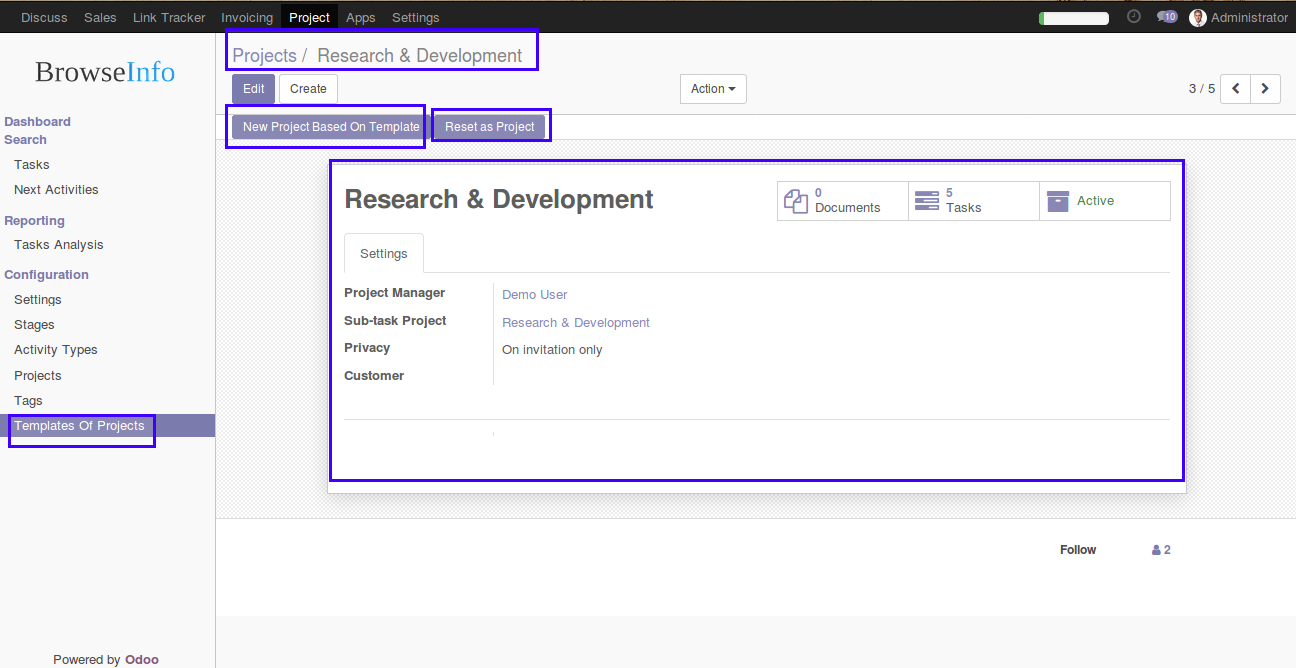 Discuss Sales Link Tracker Invoicing Project Apps Settings 10 Administrator
BrowseInfo
Dashboard
Search
Tasks
Next Activities
Reporting
Tasks Analysis
Configuration
Settings
Stages
Activity Types
Projects
Tags
Templates Of Projects
Powered by Odoo
Projects / Research & Development
Edit Create Action 3 / 5
New Project Based On Template Reset as Project
Research & Development
0 Documents
5 Tasks
Active
Settings
Project Manager Demo User
Sub-task Project Research & Development
Privacy On invitation only
Customer
Follow 2